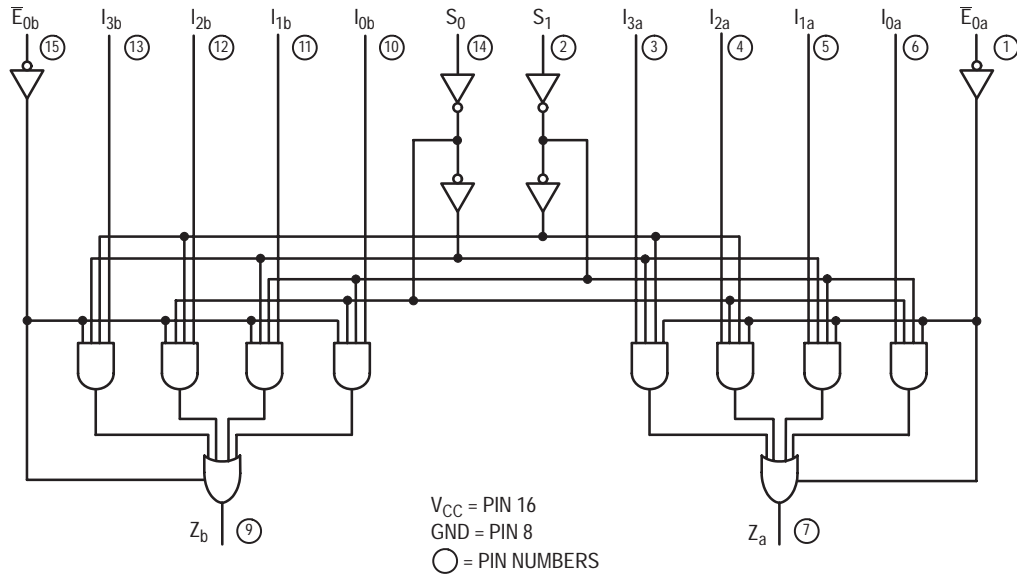 E̅0b I3b I2b I1b I0b S0 S1 I3a I2a I1a I0a E̅0a
15 13 12 11 10 14 2 3 4 5 6 1
Zb 9 Za 7
VCC = PIN 16
GND = PIN 8
= PIN NUMBERS